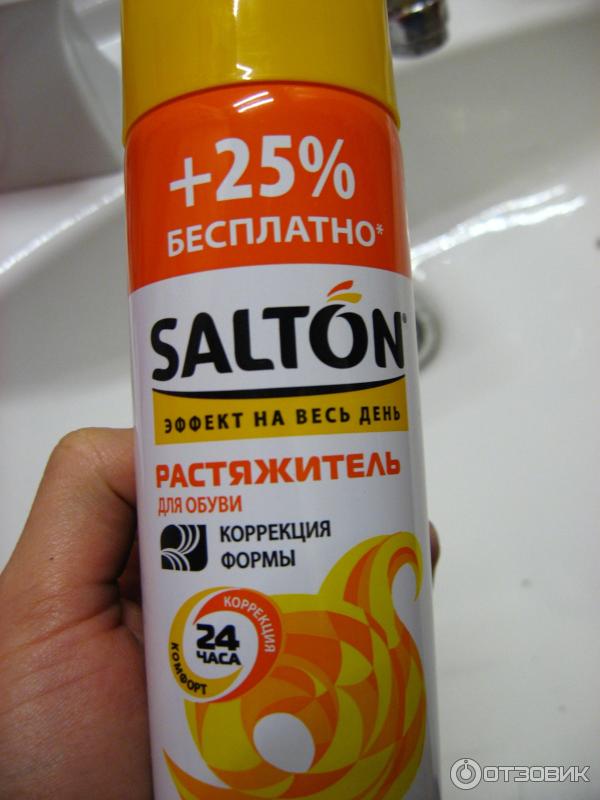 +25%
БЕСПЛАТНО*
SALTON®
ЭФФЕКТ НА ВЕСЬ ДЕНЬ
РАСТЯЖИТЕЛЬ
ДЛЯ ОБУВИ
КОРРЕКЦИЯ
ФОРМЫ
КОРРЕКЦИЯ
24
ЧАСА
КОМФОРТ
ОТЗОВИК